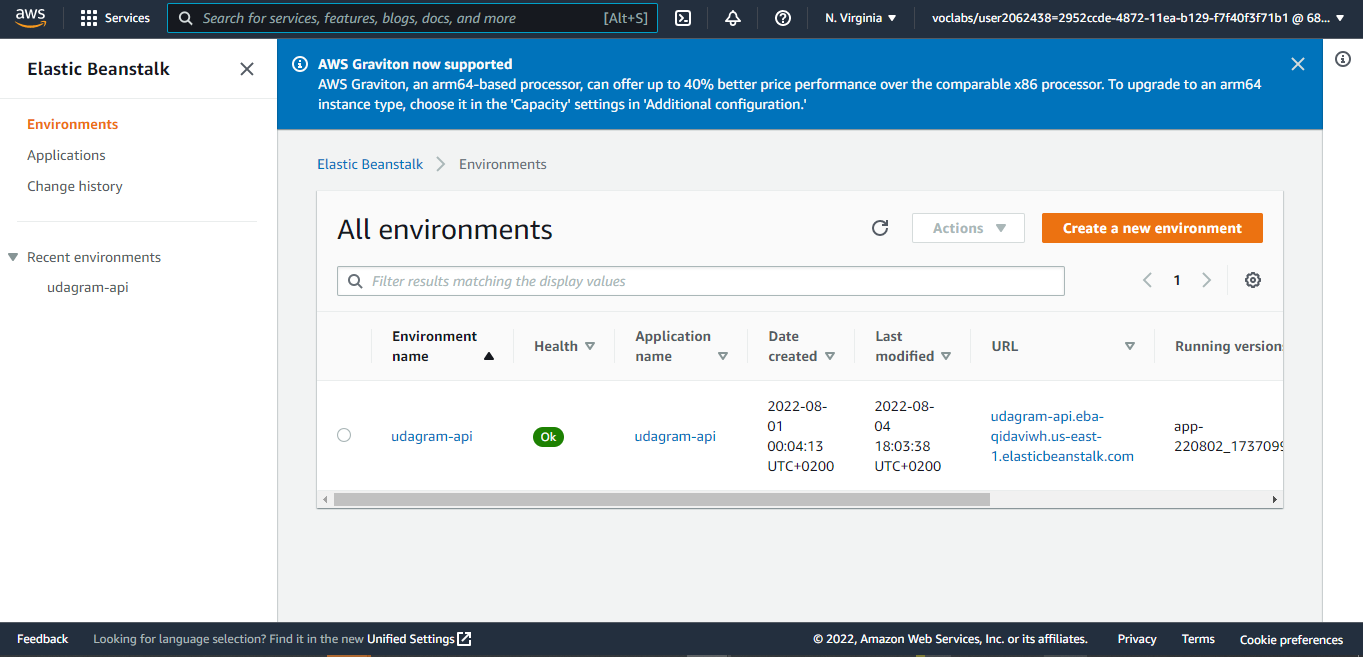 aws
Services
Search for services, features, blogs, docs, and more [Alt+S]
N. Virginia
voclabs/user2062438=2952ccde-4872-11ea-b129-f7f40f3f71b1 @ 68...
Elastic Beanstalk
Environments
Applications
Change history
Recent environments
udagram-api
AWS Graviton now supported
AWS Graviton, an arm64-based processor, can offer up to 40% better price performance over the comparable x86 processor. To upgrade to an arm64
instance type, choose it in the 'Capacity' settings in 'Additional configuration.'
Elastic Beanstalk
Environments
All environments
Actions
Create a new environment
Filter results matching the display values
1
Environment
name
Health
Application
name
Date
created
Last
modified
URL
Running version
udagram-api
Ok
udagram-api
2022-08-
01
00:04:13
UTC+0200
2022-08-
04
18:03:38
UTC+0200
udagram-api.eba-
qidaviwh.us-east-
1.elasticbeanstalk.com
app-
220802_1737099
Feedback
Looking for language selection? Find it in the new Unified Settings
© 2022, Amazon Web Services, Inc. or its affiliates.
Privacy
Terms
Cookie preferences